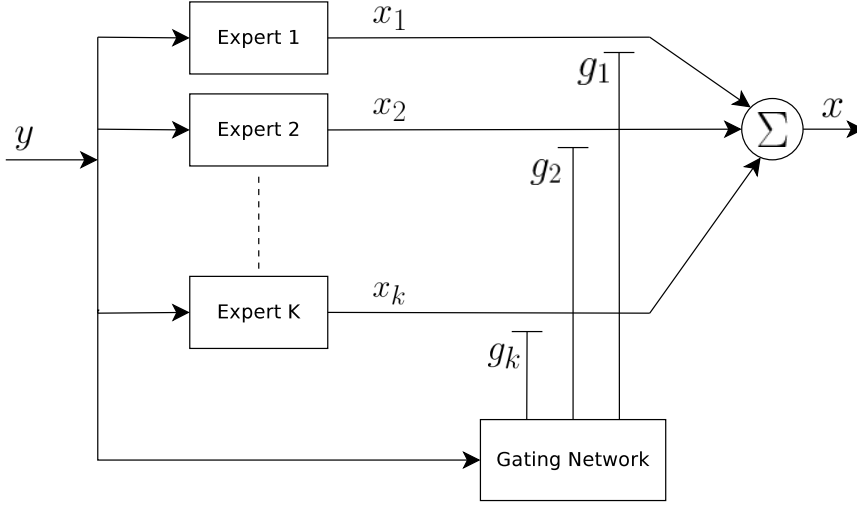 Expert 1
x₁
g₁
Expert 2
x₂
y
∑
x
g₂
Expert K
xₖ
gₖ
Gating Network